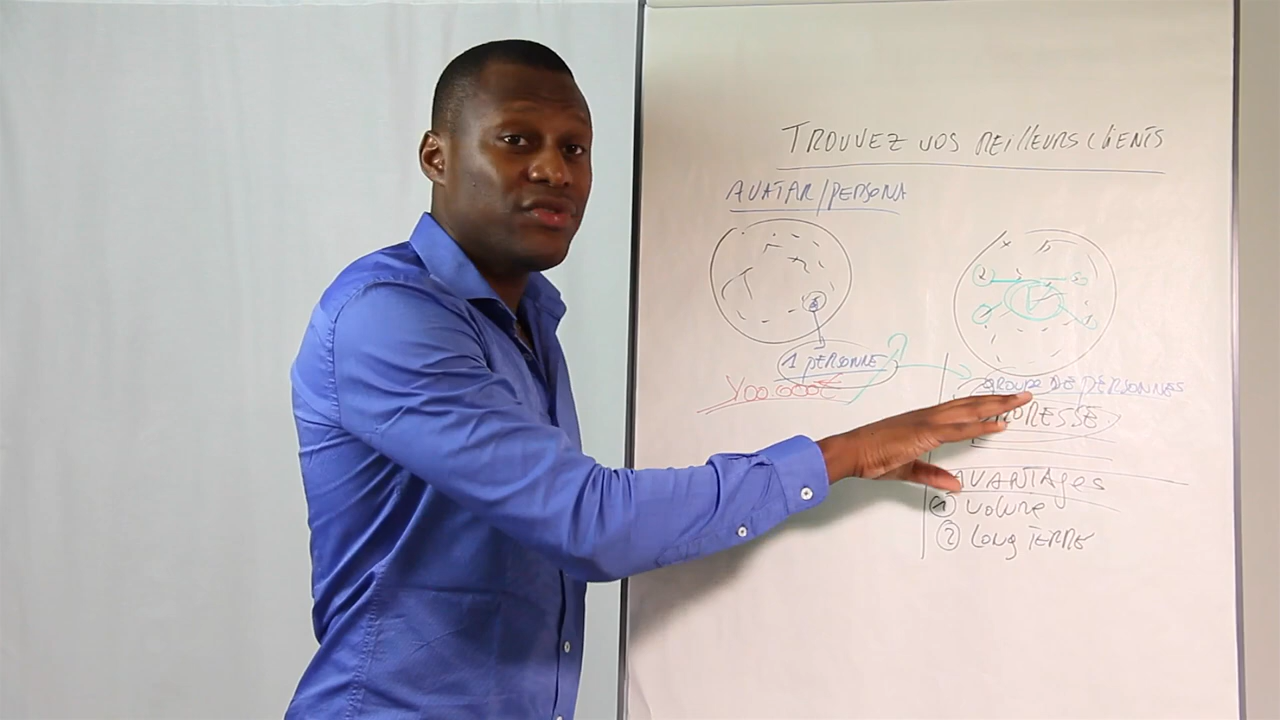 TROUVEZ VOS MEILLEURS CLIENTS
AVATAR/PERSONA
1 PERSONNE
GROUPE DE PERSONNES
AVANTAGES
1 VOLUME
2 LONG TERME